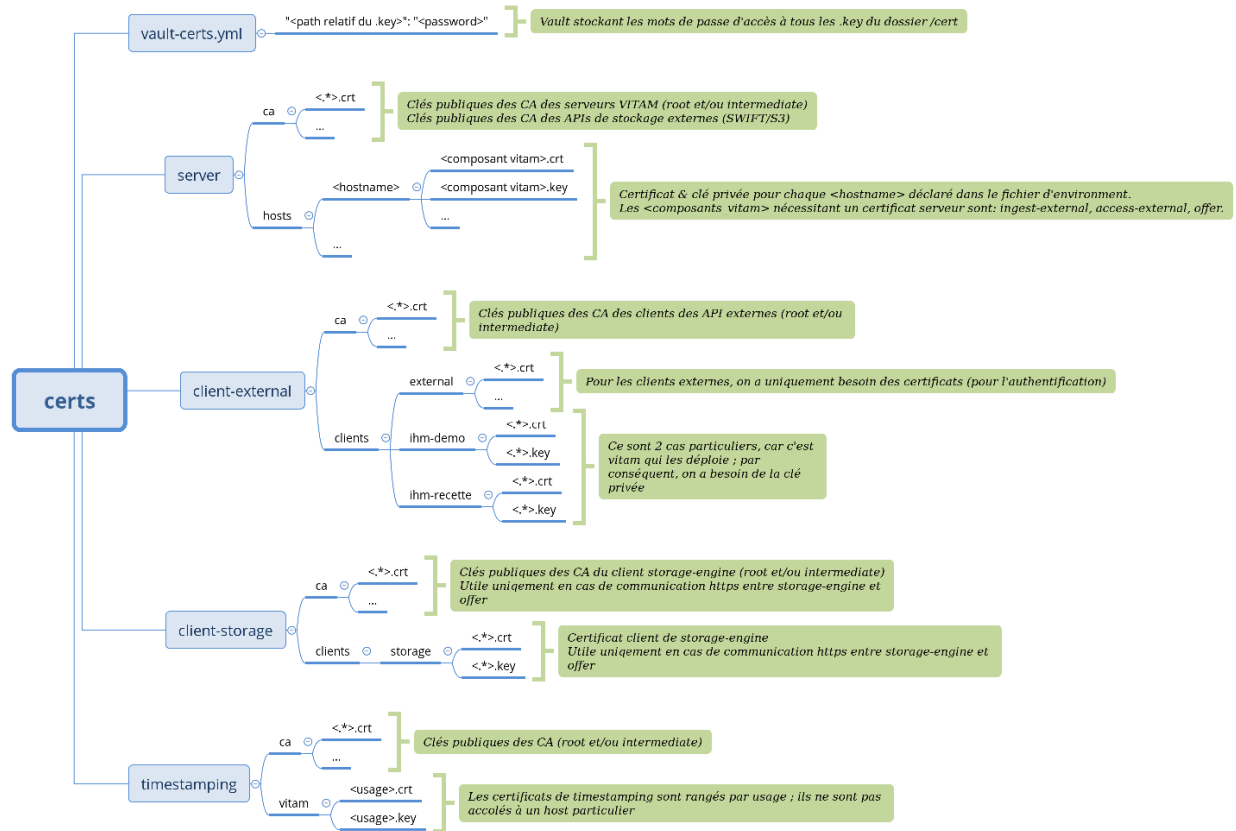 vault-certs.yml
"<path relatif du .key>": "<password>"
Vault stockant les mots de passe d'accès à tous les .key du dossier /cert
server
ca
<.*>.crt
...
Clés publiques des CA des serveurs VITAM (root et/ou intermediate)
Clés publiques des CA des APIs de stockage externes (SWIFT/S3)
hosts
<hostname>
<composant vitam>.crt
<composant vitam>.key
...
...
Certificat & clé privée pour chaque <hostname> déclaré dans le fichier d'environment.
Les <composants vitam> nécessitant un certificat serveur sont: ingest-external, access-external, offer.
certs
client-external
ca
<.*>.crt
...
Clés publiques des CA des clients des API externes (root et/ou
intermediate)
clients
external
<.*>.crt
...
Pour les clients externes, on a uniquement besoin des certificats (pour l'authentification)
ihm-demo
<.*>.crt
<.*>.key
ihm-recette
<.*>.crt
<.*>.key
Ce sont 2 cas particuliers, car c'est
vitam qui les déploie ; par
conséquent, on a besoin de la clé
privée
client-storage
ca
<.*>.crt
...
Clés publiques des CA du client storage-engine (root et/ou intermediate)
Utile uniqement en cas de communication https entre storage-engine et
offer
clients
storage
<.*>.crt
<.*>.key
Certificat client de storage-engine
Utile uniqement en cas de communication https entre storage-engine et
offer
timestamping
ca
<.*>.crt
...
Clés publiques des CA (root et/ou intermediate)
vitam
<usage>.crt
<usage>.key
Les certificats de timestamping sont rangés par usage ; ils ne sont pas
accolés à un host particulier